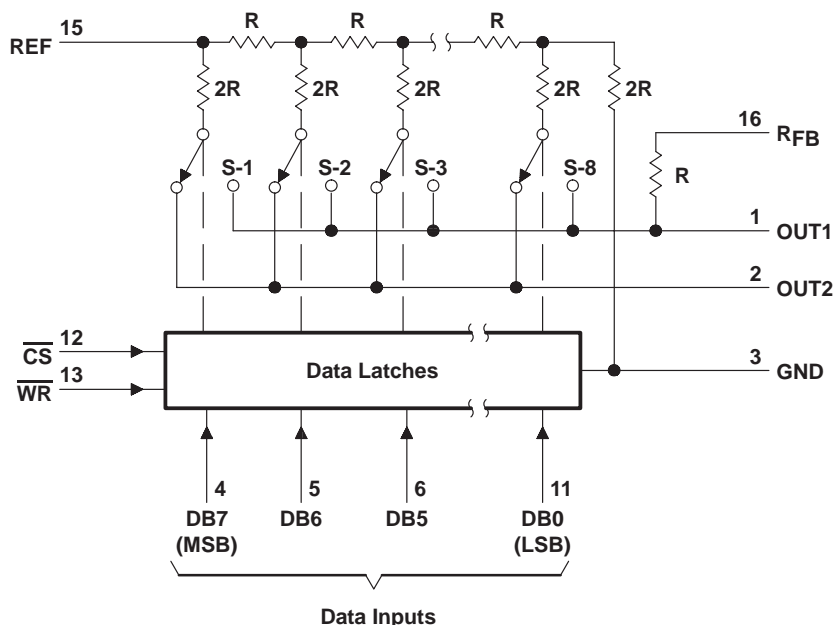 R R R
15
REF
2R 2R 2R 2R 2R
16
RFB
S-1 S-2 S-3 S-8
R
1
OUT1
2
OUT2
12
CS
Data Latches
3
GND
13
WR
4 5 6 11
DB7 DB6 DB5 DB0
(MSB) (LSB)
Data Inputs